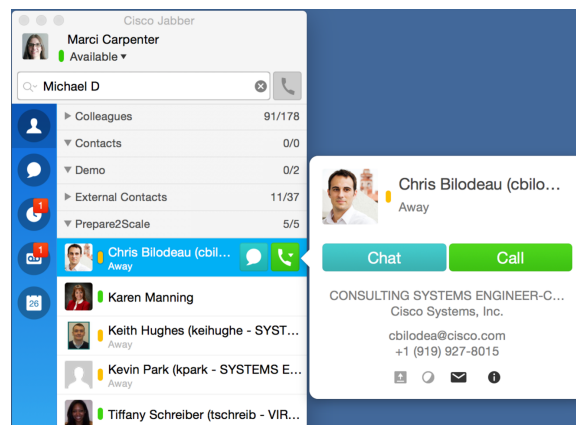 Cisco Jabber
Marci Carpenter
Available
Michael D
Colleagues 91/178
Contacts 0/0
Demo 0/2
External Contacts 11/37
Prepare2Scale 5/5
Chris Bilodeau (cbil...
Away
Karen Manning
Keith Hughes (keihughe - SYST...
Away
Kevin Park (kpark - SYSTEMS E...
Away
Tiffany Schreiber (tschreib - VIR...
1
1
26
Chris Bilodeau (cbilo...
Away
Chat Call
CONSULTING SYSTEMS ENGINEER-C...
Cisco Systems, Inc.
cbilodea@cisco.com
+1 (919) 927-8015